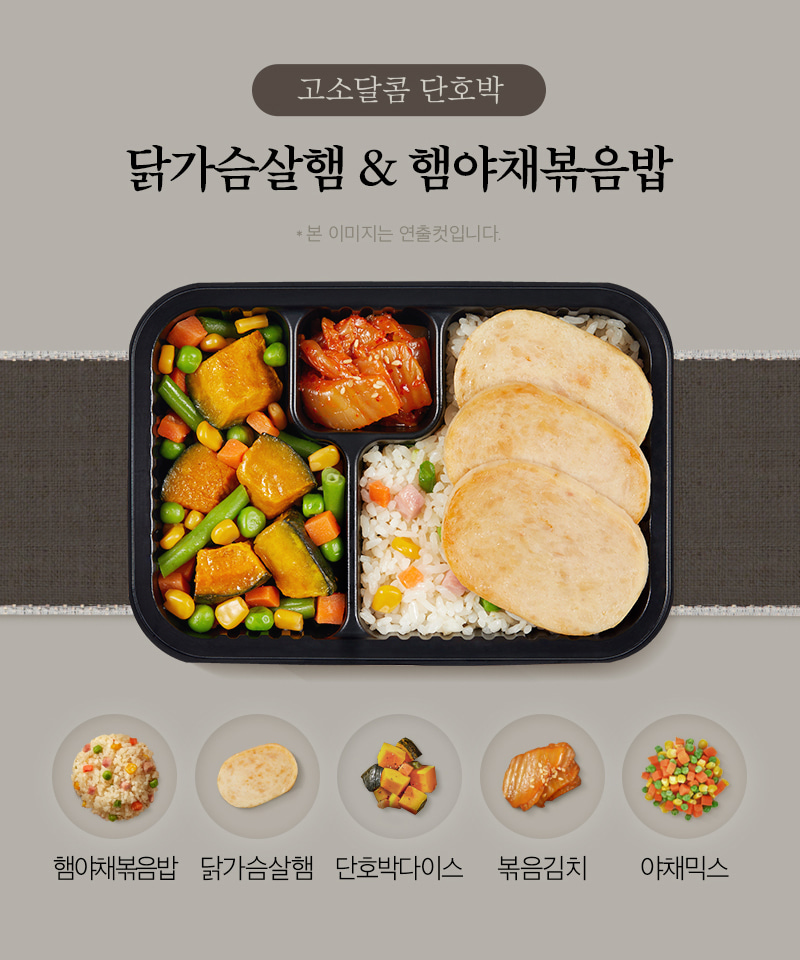 고소달콤 단호박
닭가슴살햄 & 햄야채볶음밥
* 본 이미지는 연출컷입니다.
햄야채볶음밥 닭가슴살햄 단호박다이스 볶음김치 야채믹스